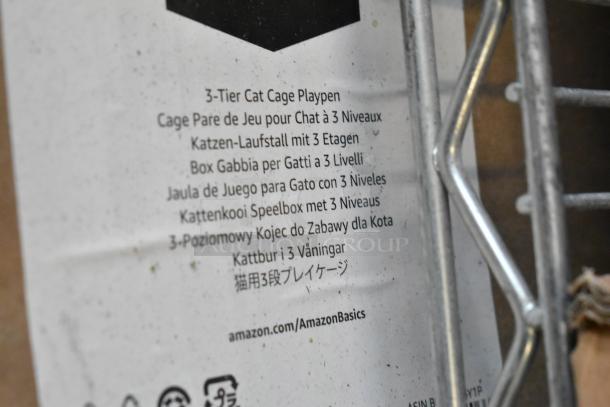 3-Tier Cat Cage Playpen
Cage Pare de Jeu pour Chat à 3 Niveaux
Katzen-Laufstall mit 3 Etagen
Box Gabbia per Gatti a 3 Livelli
Jaula de Juego para Gato con 3 Niveles
Kattenkooi Speelbox met 3 Niveaus
3-Poziomowy Kojec do Zabawy dla Kota
Kattbur i 3 Våningar
猫用3段プレイケージ
amazon.com/AmazonBasics
ASIN